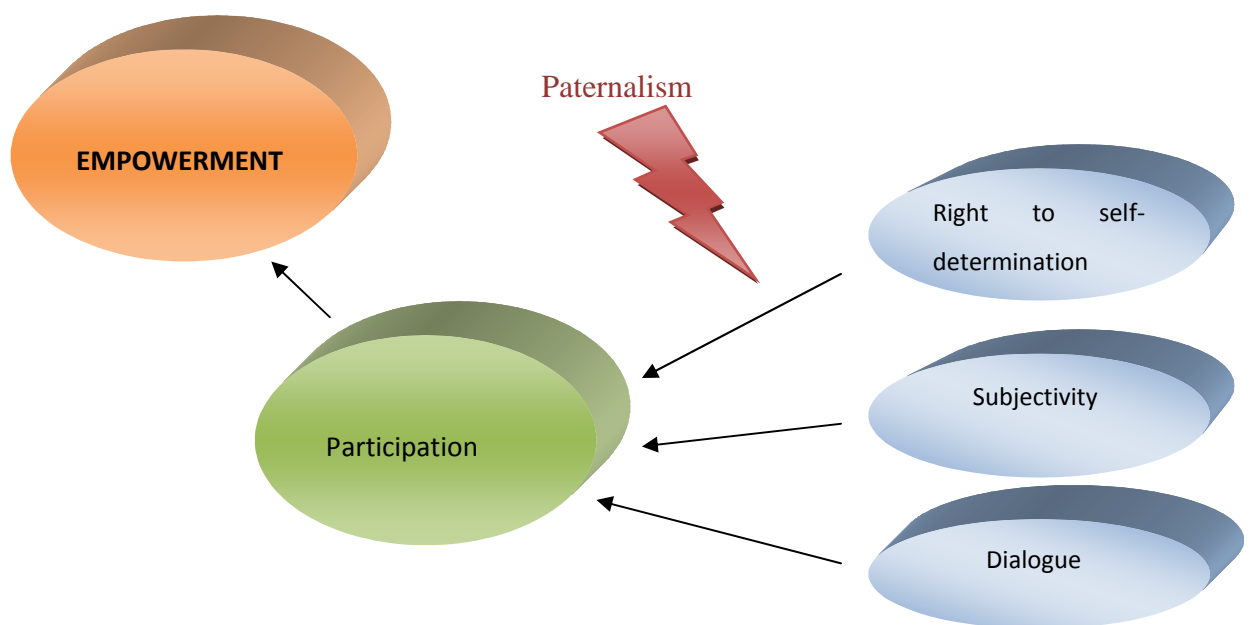 Paternalism
EMPOWERMENT
Right to self-
determination
Subjectivity
Participation
Dialogue